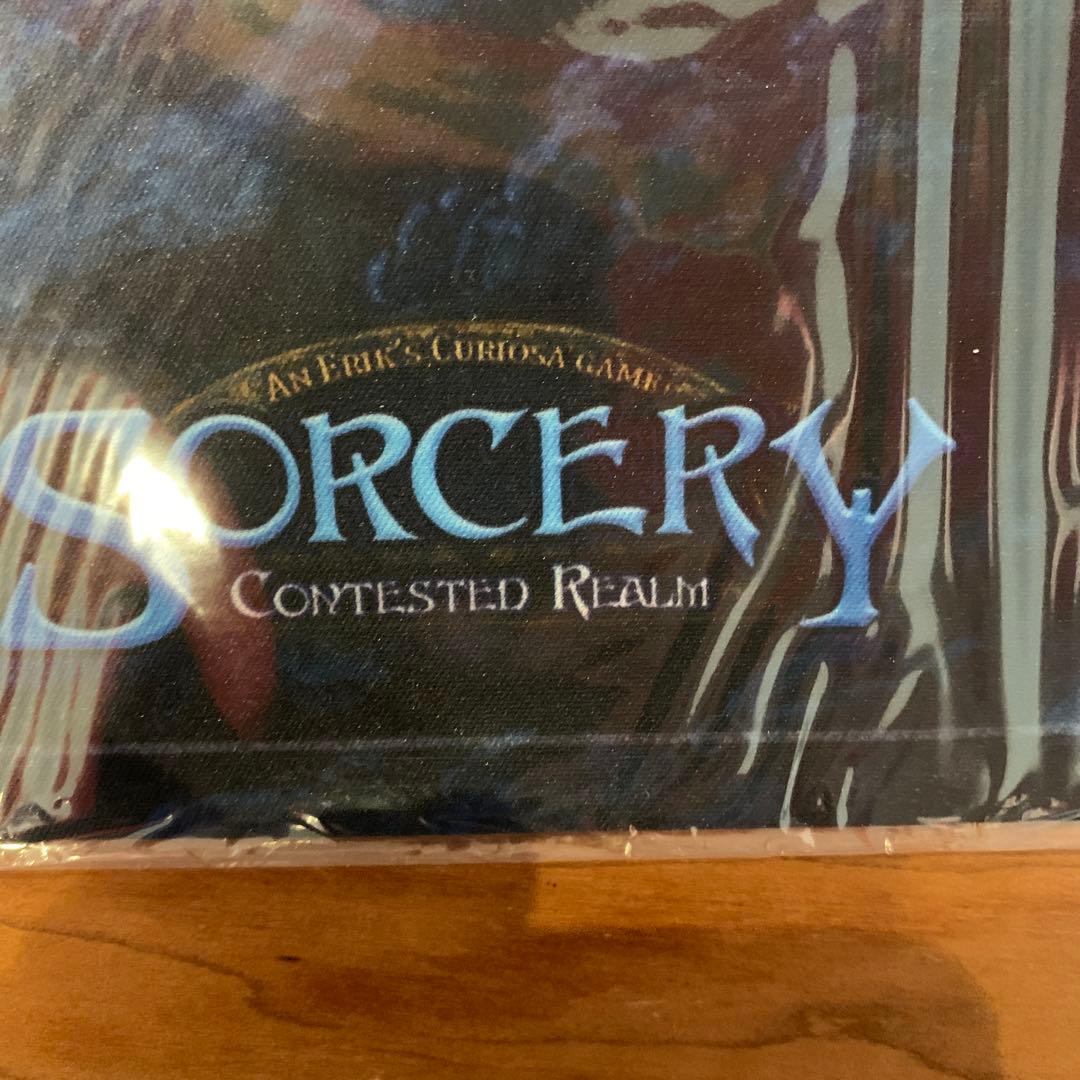 An Erik's Curiosa game
Sorcery
Contested Realm